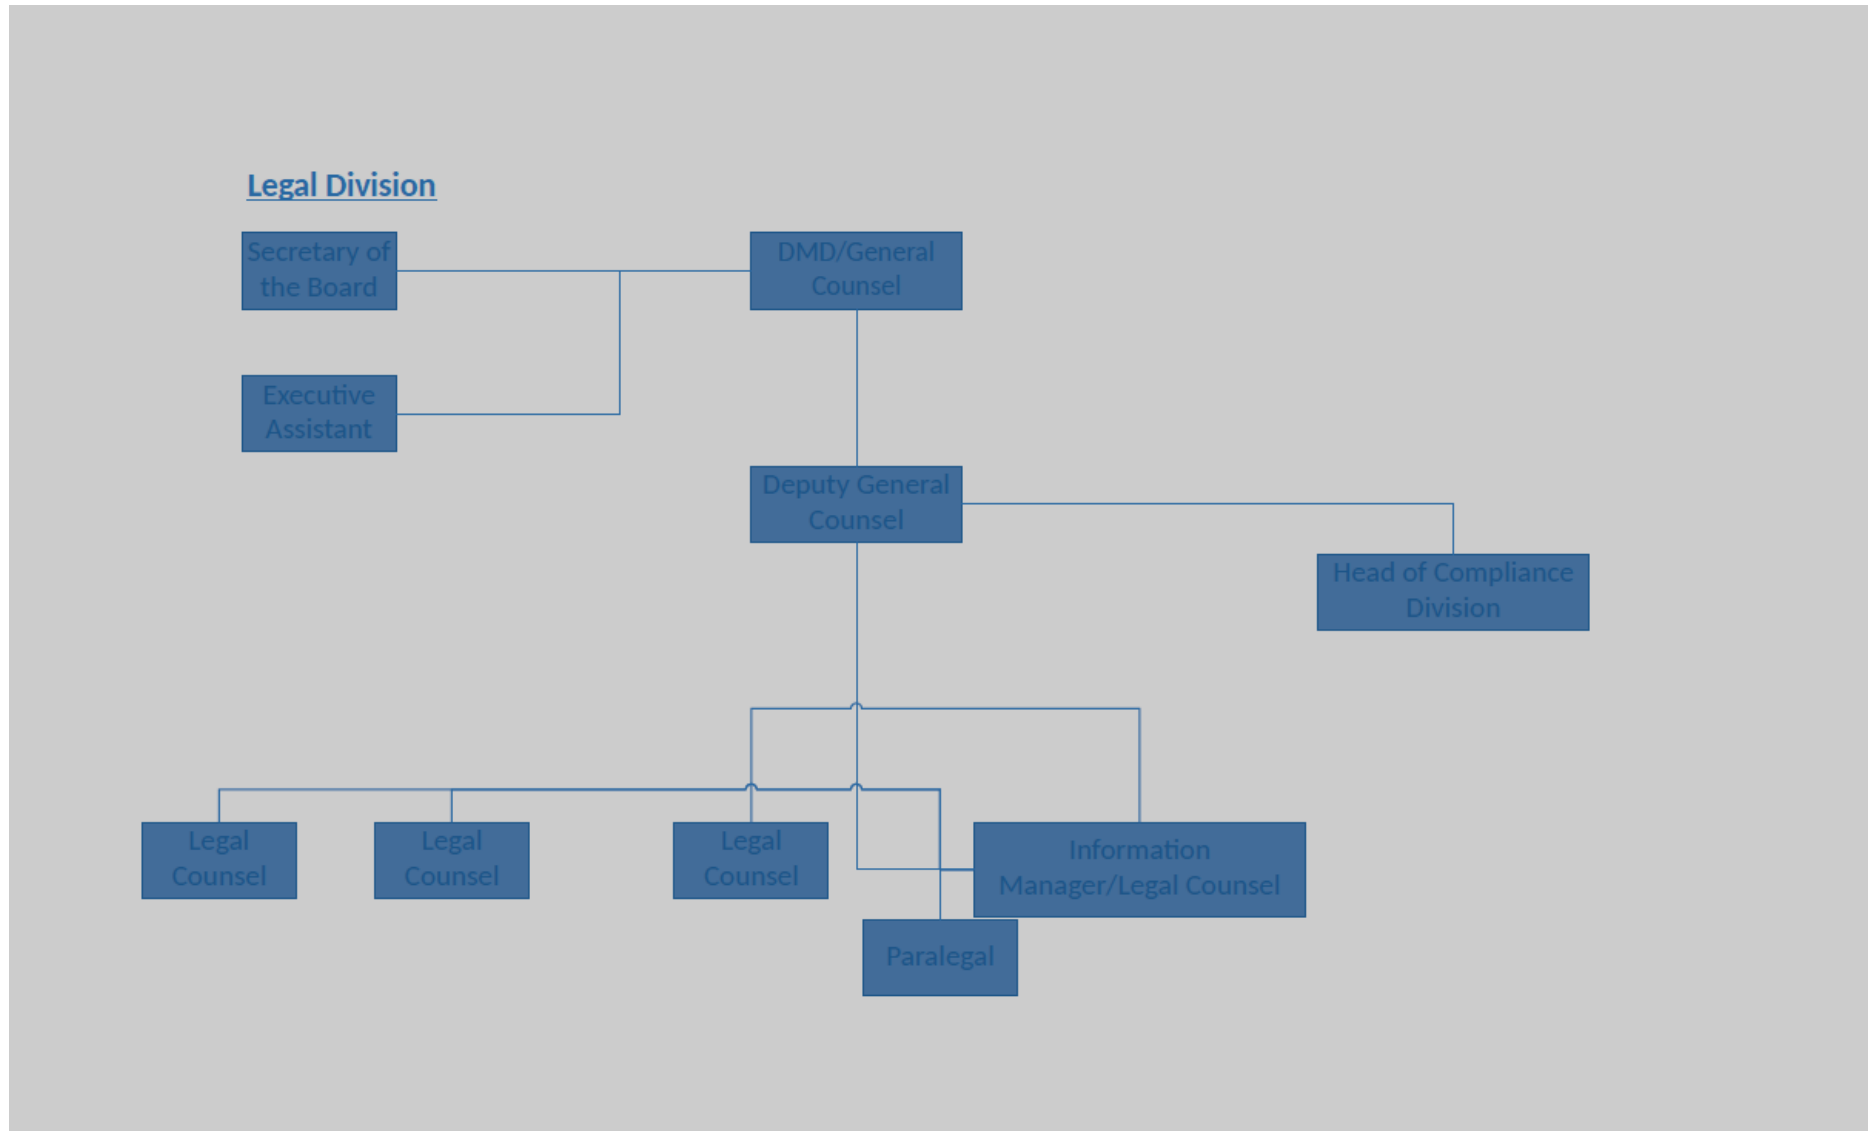 Legal Division
Secretary of
the Board
DMD/General
Counsel
Executive
Assistant
Deputy General
Counsel
Head of Compliance
Division
Legal
Counsel
Legal
Counsel
Legal
Counsel
Information
Manager/Legal Counsel
Paralegal